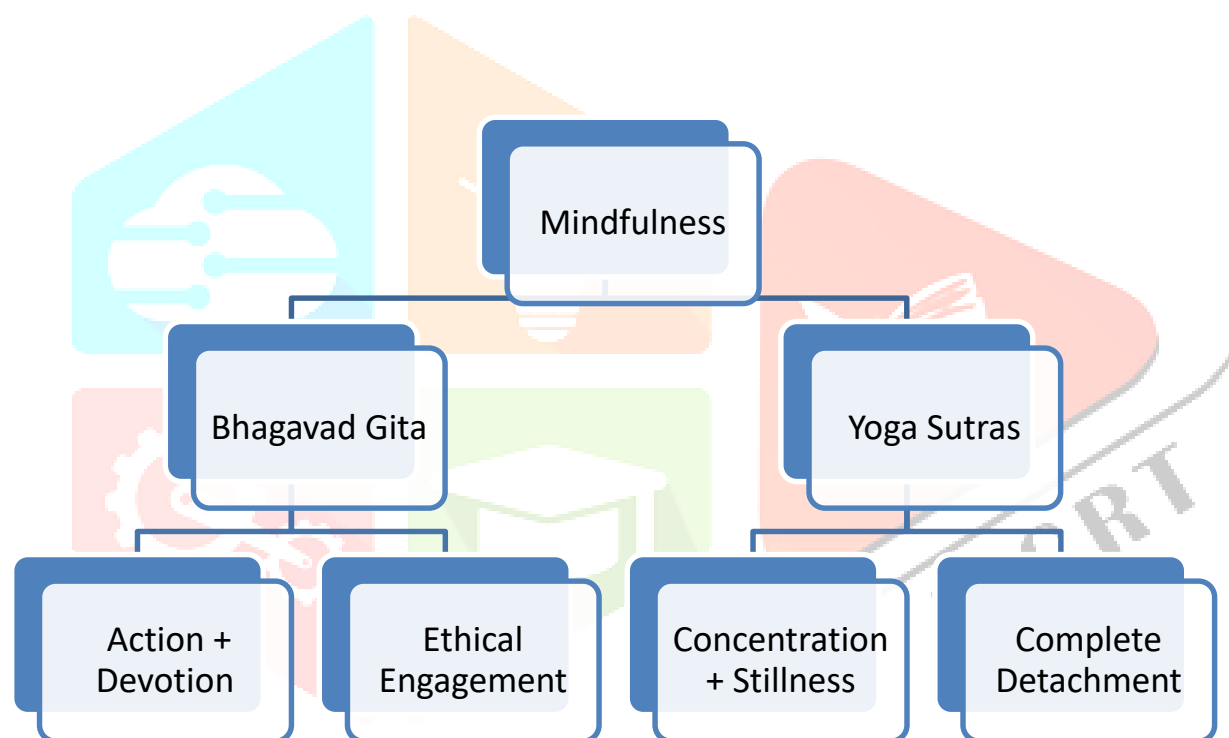 Mindfulness
Bhagavad Gita
Yoga Sutras
Action +
Devotion
Ethical
Engagement
Concentration
+ Stillness
Complete
Detachment